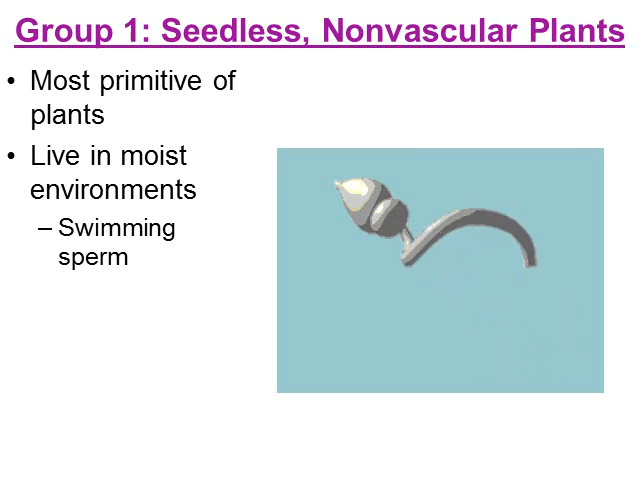 Group 1: Seedless, Nonvascular Plants
• Most primitive of
plants
• Live in moist
environments
– Swimming
sperm